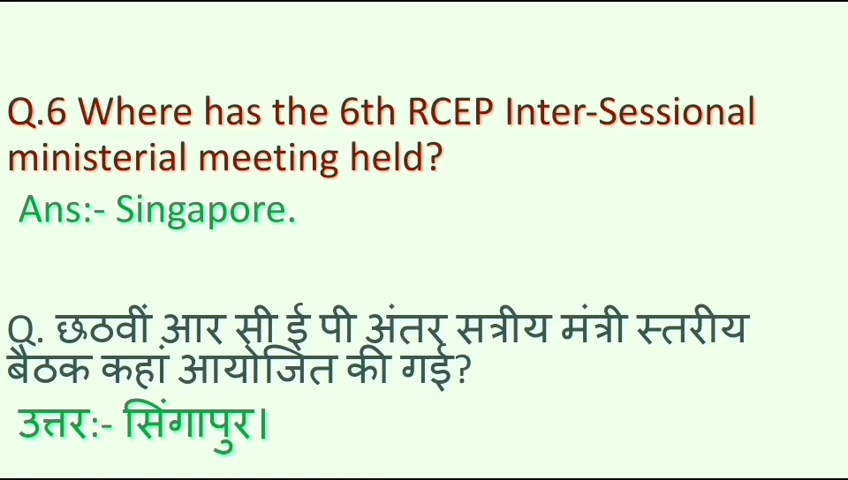 Q.6 Where has the 6th RCEP Inter-Sessional
ministerial meeting held?
Ans:- Singapore.
Q. छठवीं आर सी ई पी अंतर् सत्रीय मंत्री स्तरीय
बैठक कहां आयोजित की गई?
उत्तर:- सिंगापुर।